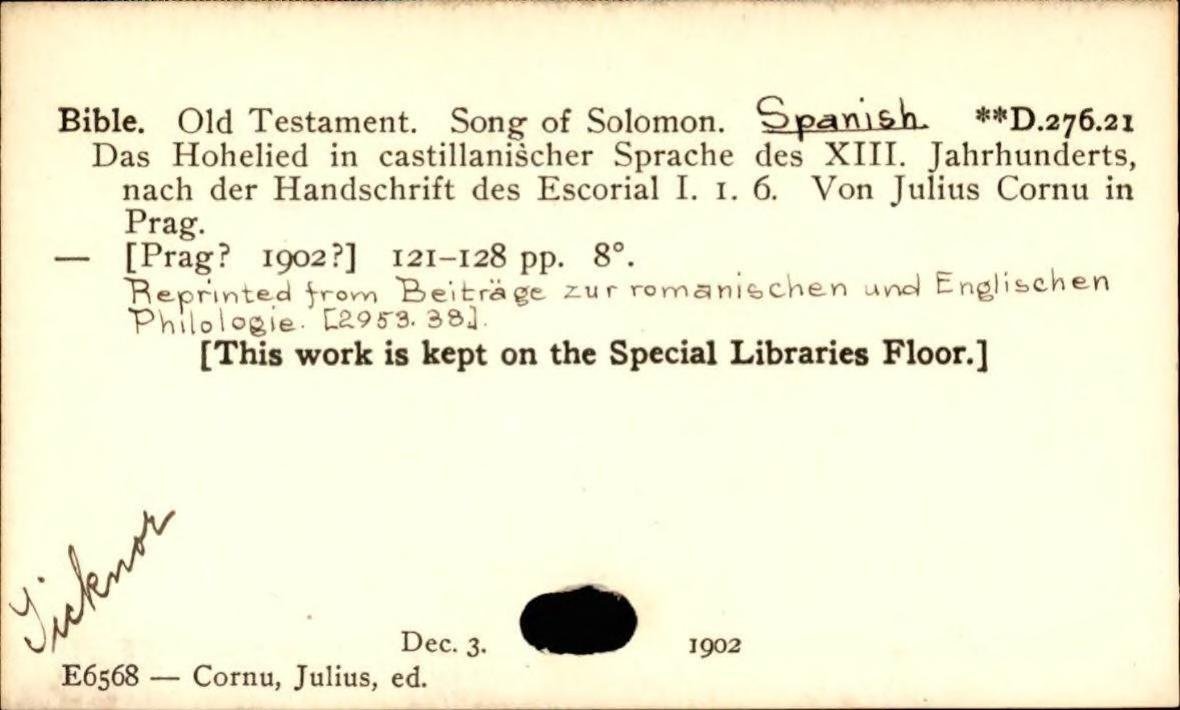 Bible. Old Testament. Song of Solomon. Spanish. **D.276.21
Das Hohelied in castillanischer Sprache des XIII. Jahrhunderts,
nach der Handschrift des Escorial I. 1. 6. Von Julius Cornu in
Prag.
— [Prag? 1902?] 121–128 pp. 8°.
Reprinted from Beiträge zur romanischen und Englischen
Philologie. [2953.38].
[This work is kept on the Special Libraries Floor.]
Ticknor
Dec. 3. 1902
E6568 — Cornu, Julius, ed.